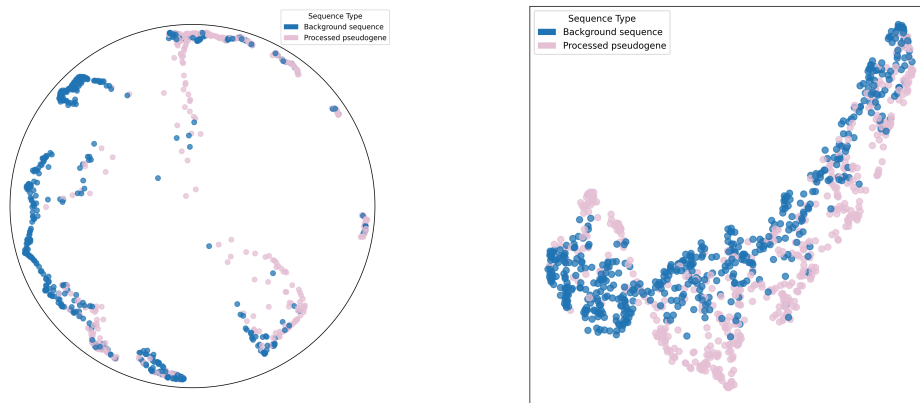 Sequence Type
Background sequence
Processed pseudogene
Sequence Type
Background sequence
Processed pseudogene